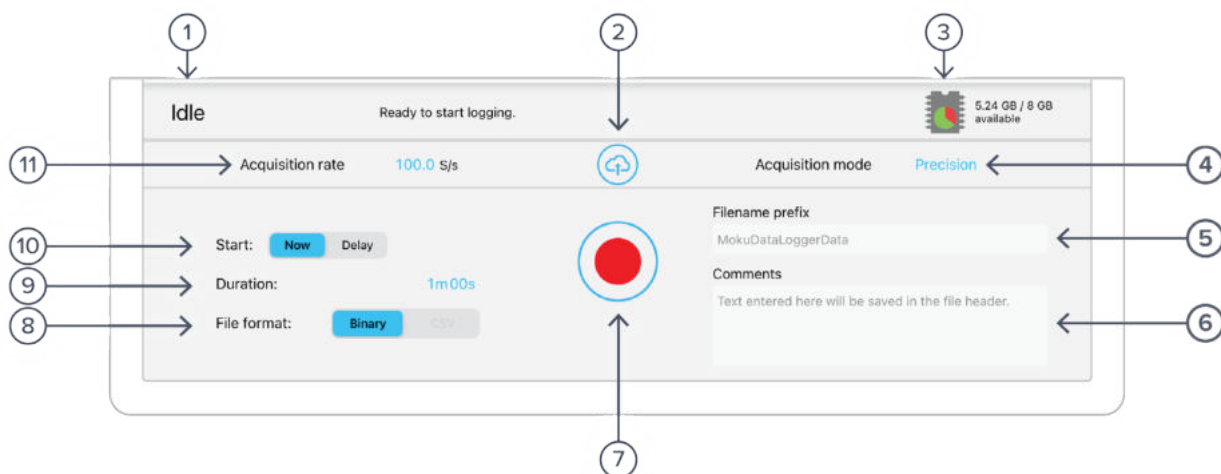 1 2 3
Idle Ready to start logging. 5.24 GB / 8 GB
available
11 Acquisition rate 100.0 S/s Acquisition mode Precision 4
Filename prefix
10 Start: Now Delay MokuDataLoggerData 5
9 Duration: 1m00s Comments
Text entered here will be saved in the file header.
8 File format: Binary CSV 6
7